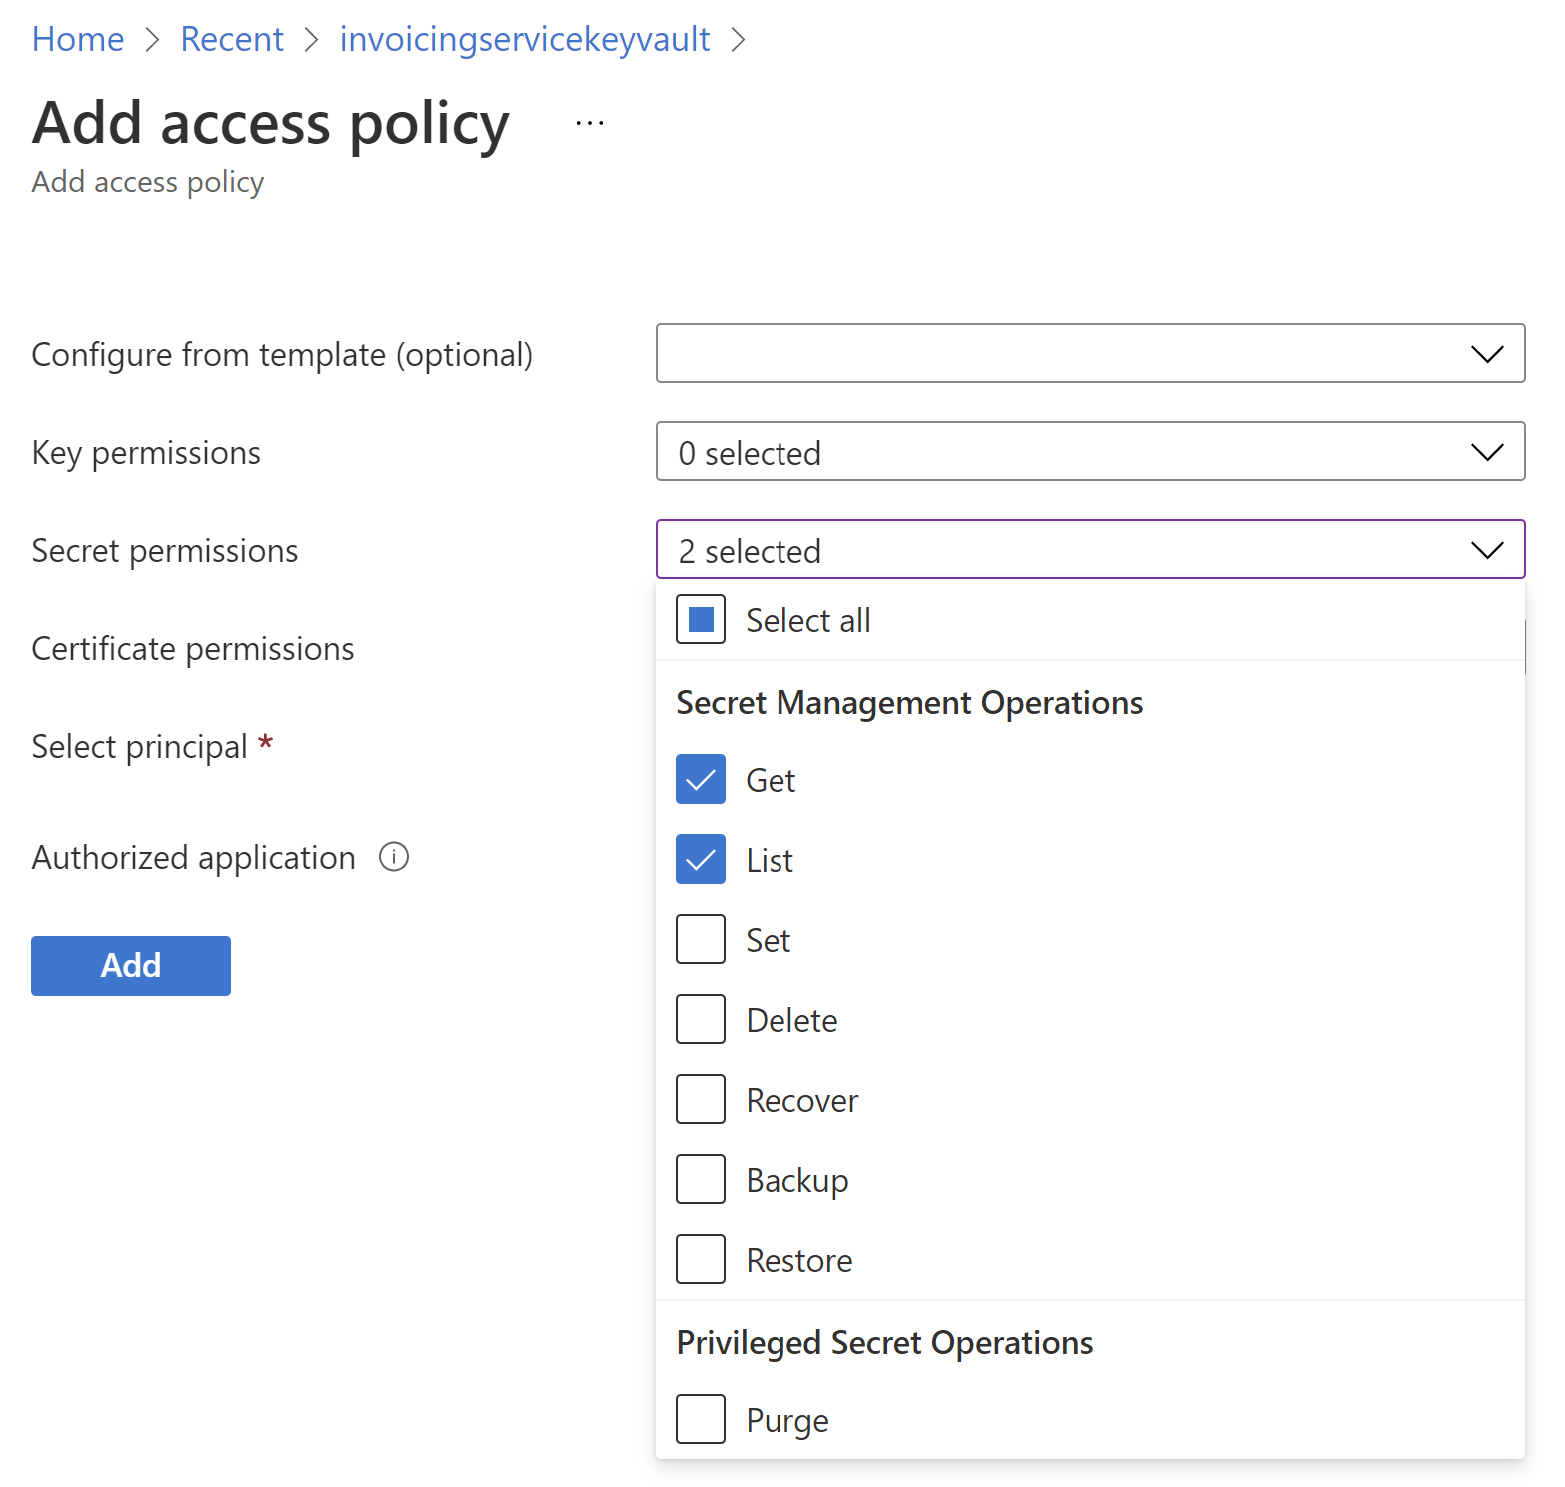 Home > Recent > invoicingservicekeyvault >
Add access policy ...
Add access policy
Configure from template (optional)
Key permissions
0 selected
Secret permissions
2 selected
Select all
Certificate permissions
Secret Management Operations
Select principal *
Get
Authorized application
List
Set
Add
Delete
Recover
Backup
Restore
Privileged Secret Operations
Purge